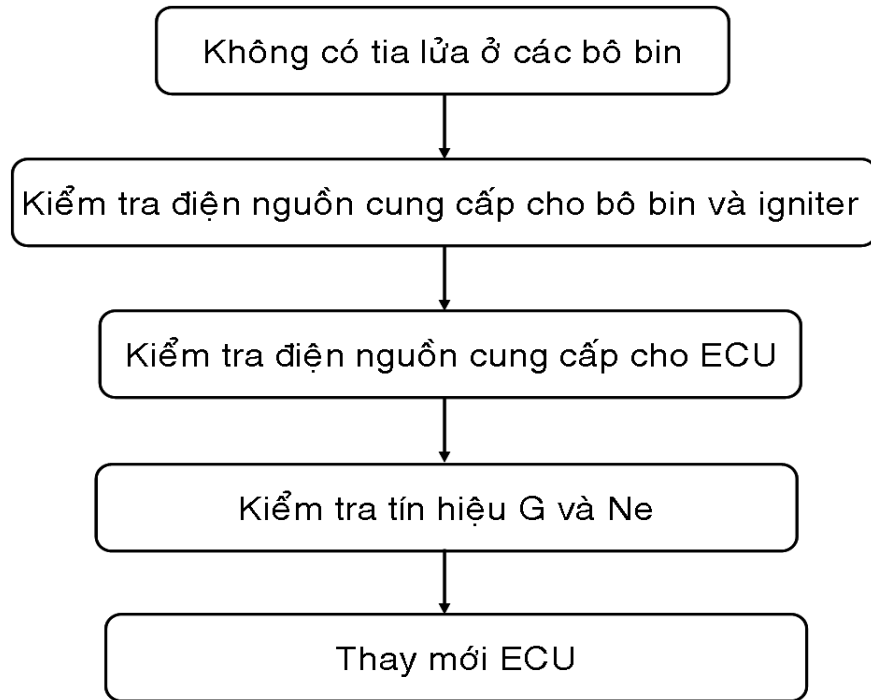 Không có tia lửa ở các bô bin
Kiểm tra điện nguồn cung cấp cho bô bin và igniter
Kiểm tra điện nguồn cung cấp cho ECU
Kiểm tra tín hiệu G và Ne
Thay mới ECU